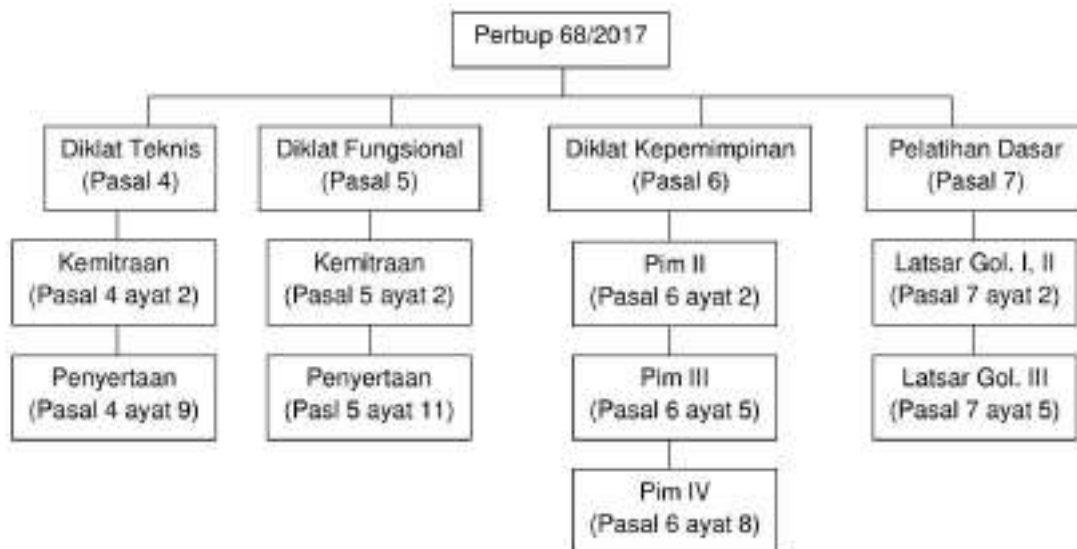 Perbup 68/2017
Diklat Teknis
(Pasal 4)
Diklat Fungsional
(Pasal 5)
Diklat Kepemimpinan
(Pasal 6)
Pelatihan Dasar
(Pasal 7)
Kemitraan
(Pasal 4 ayat 2)
Kemitraan
(Pasal 5 ayat 2)
Pim II
(Pasal 6 ayat 2)
Latsar Gol. I, II
(Pasal 7 ayat 2)
Penyertaan
(Pasal 4 ayat 9)
Penyertaan
(Pasl 5 ayat 11)
Pim III
(Pasal 6 ayat 5)
Latsar Gol. III
(Pasal 7 ayat 5)
Pim IV
(Pasal 6 ayat 8)